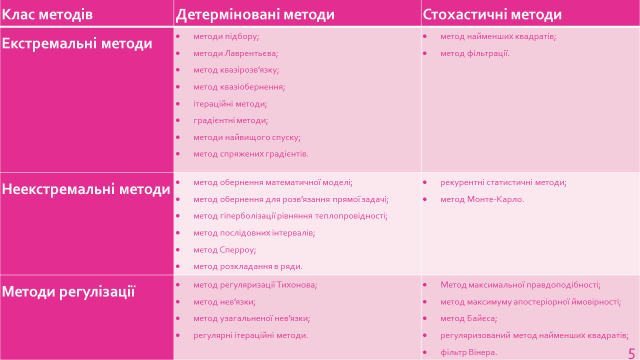 Клас методів
Детерміновані методи
Стохастичні методи
Екстремальні методи
• методи підбору;
• методи Лаврентьєва;
• метод квазірозв'язку;
• метод квазіобернення;
• ітераційні методи;
• градієнтні методи;
• методи найвищого спуску;
• метод спряжених градієнтів.
• метод найменших квадратів;
• метод фільтрації.
Неекстремальні методи
• метод обернення математичної моделі;
• метод обернення для розв'язання прямої задачі;
• метод гіперболізації рівняння теплопровідності;
• метод послідовних інтервалів;
• метод Сперроу;
• метод розкладання в ряди.
• рекурентні статистичні методи;
• метод Монте-Карло.
Методи регулізації
• метод регуляризації Тихонова;
• метод нев'язки;
• метод узагальненої нев'язки;
• регулярні ітераційні методи.
• Метод максимальної правдоподібності;
• метод максимуму апостеріорної ймовірності;
• метод Байєса;
• регуляризований метод найменших квадратів;
• фільтр Вінера.
5